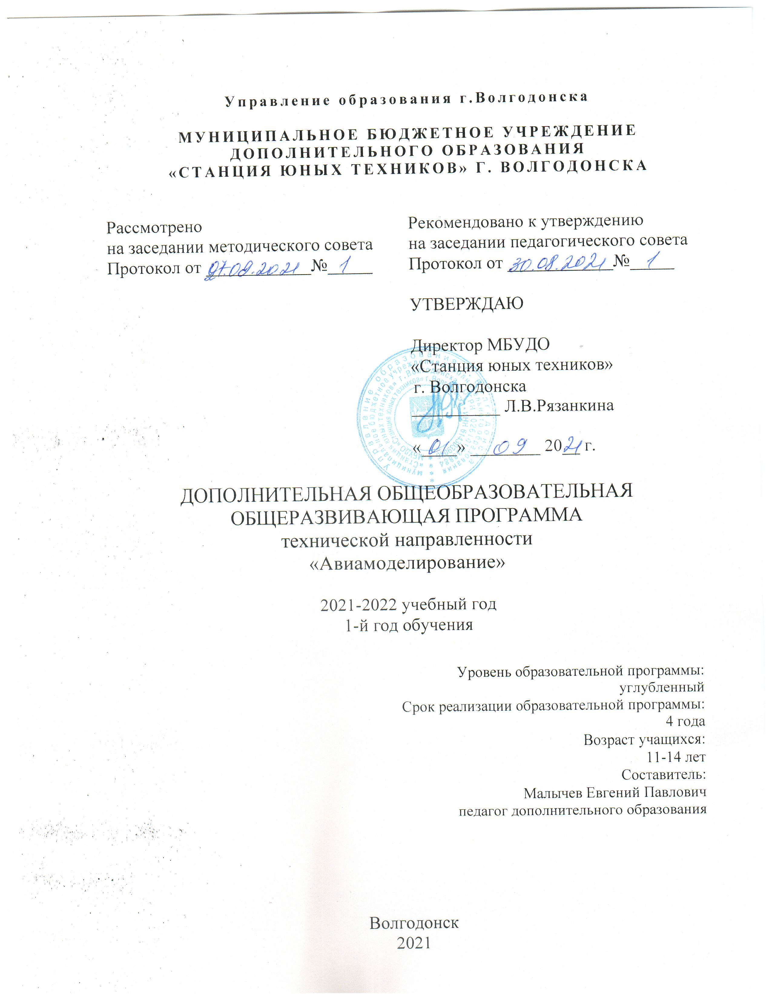 Управление образования г.Волгодонска
МУНИЦИПАЛЬНОЕ БЮДЖЕТНОЕ УЧРЕЖДЕНИЕ
ДОПОЛНИТЕЛЬНОГО ОБРАЗОВАНИЯ
«СТАНЦИЯ ЮНЫХ ТЕХНИКОВ» Г. ВОЛГОДОНСКА
Рассмотрено
на заседании методического совета
Протокол от 27.08.2021 № 1
Рекомендовано к утверждению
на заседании педагогического совета
Протокол от 30.08.2021 № 1
УТВЕРЖДАЮ
Директор МБУДО
«Станция юных техников»
г. Волгодонска
Л.В.Рязанкина
«01» 09 2021 г.
ДОПОЛНИТЕЛЬНАЯ ОБЩЕОБРАЗОВАТЕЛЬНАЯ
ОБЩЕРАЗВИВАЮЩАЯ ПРОГРАММА
технической направленности
«Авиамоделирование»
2021-2022 учебный год
1-й год обучения
Уровень образовательной программы:
углубленный
Срок реализации образовательной программы:
4 года
Возраст учащихся:
11-14 лет
Составитель:
Малычев Евгений Павлович
педагог дополнительного образования
Волгодонск
2021